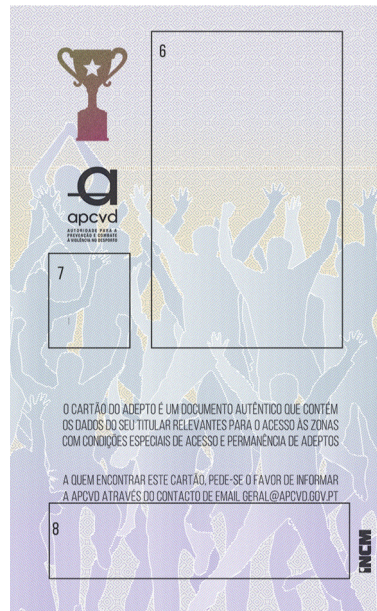 6
apcvd
AUTORIDADE PARA A
PREVENÇÃO E COMBATE
À VIOLÊNCIA NO DESPORTO
7
O CARTÃO DO ADEPTO É UM DOCUMENTO AUTÊNTICO QUE CONTÉM
OS DADOS DO SEU TITULAR RELEVANTES PARA O ACESSO ÀS ZONAS
COM CONDIÇÕES ESPECIAIS DE ACESSO E PERMANÊNCIA DE ADEPTOS
A QUEM ENCONTRAR ESTE CARTÃO, PEDE-SE O FAVOR DE INFORMAR
A APCVD ATRAVÉS DO CONTACTO DE EMAIL GERAL@APCVD.GOV.PT
8
INCM